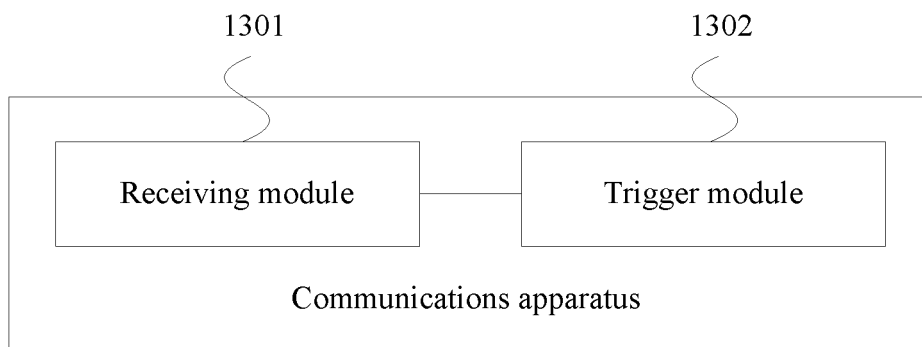 1301 1302
Receiving module Trigger module
Communications apparatus